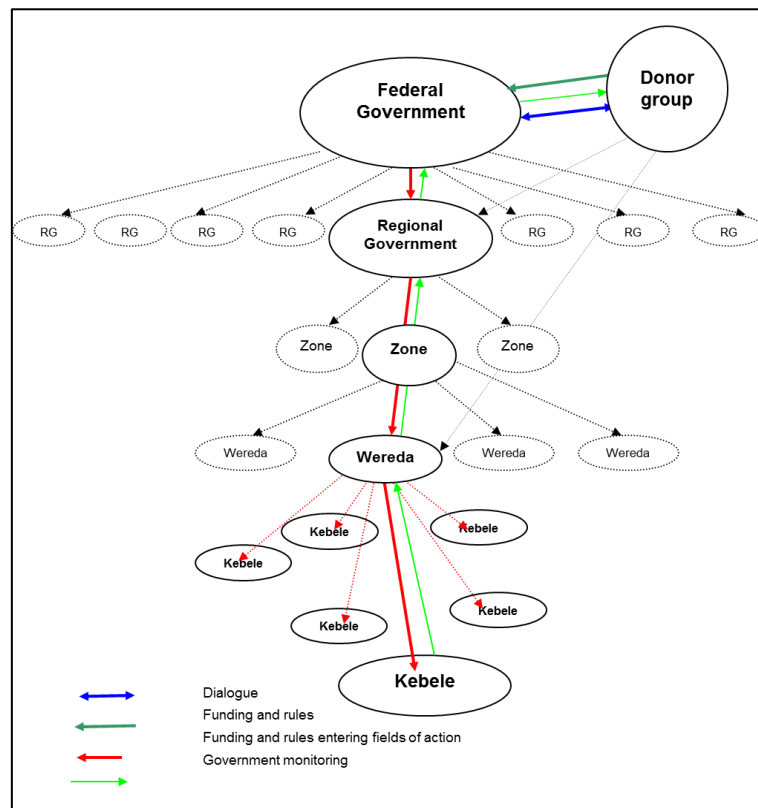 Federal
Government
Donor
group
RG
RG
RG
RG
Regional
Government
RG
RG
RG
Zone
Zone
Zone
Wereda
Wereda
Wereda
Wereda
Kebele
Kebele
Kebele
Kebele
Kebele
Kebele
Dialogue
Funding and rules
Funding and rules entering fields of action
Government monitoring